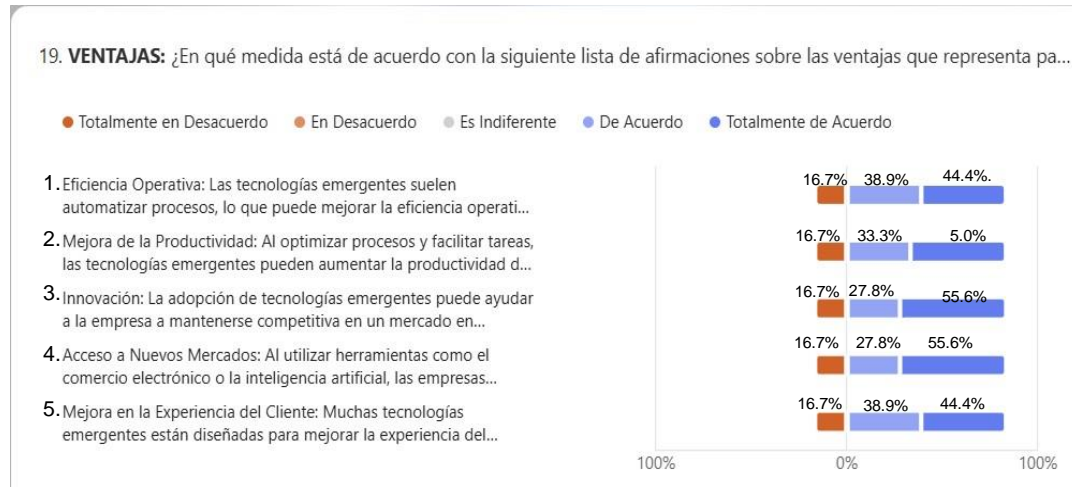 19. VENTAJAS: ¿En qué medida está de acuerdo con la siguiente lista de afirmaciones sobre las ventajas que representa pa...
Totalmente en Desacuerdo En Desacuerdo Es Indiferente De Acuerdo Totalmente de Acuerdo
1. Eficiencia Operativa: Las tecnologías emergentes suelen
automatizar procesos, lo que puede mejorar la eficiencia operati...
16.7% 38.9% 44.4%.
2. Mejora de la Productividad: Al optimizar procesos y facilitar tareas,
las tecnologías emergentes pueden aumentar la productividad d...
16.7% 33.3% 5.0%
3. Innovación: La adopción de tecnologías emergentes puede ayudar
a la empresa a mantenerse competitiva en un mercado en...
16.7% 27.8% 55.6%
4. Acceso a Nuevos Mercados: Al utilizar herramientas como el
comercio electrónico o la inteligencia artificial, las empresas...
16.7% 27.8% 55.6%
5. Mejora en la Experiencia del Cliente: Muchas tecnologías
emergentes están diseñadas para mejorar la experiencia del...
16.7% 38.9% 44.4%
100% 0% 100%